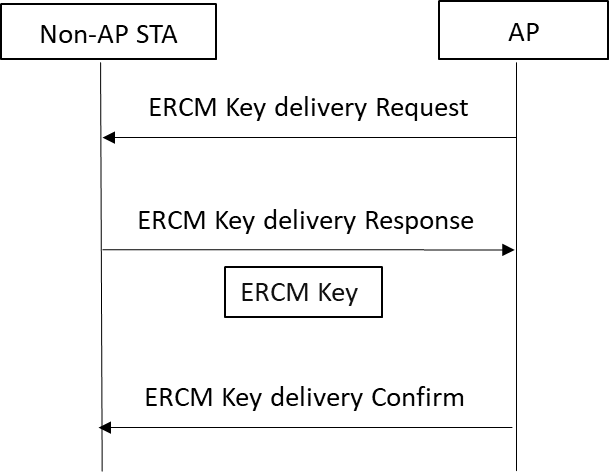 Non-AP STA
AP
ERCM Key delivery Request
ERCM Key delivery Response
ERCM Key
ERCM Key delivery Confirm